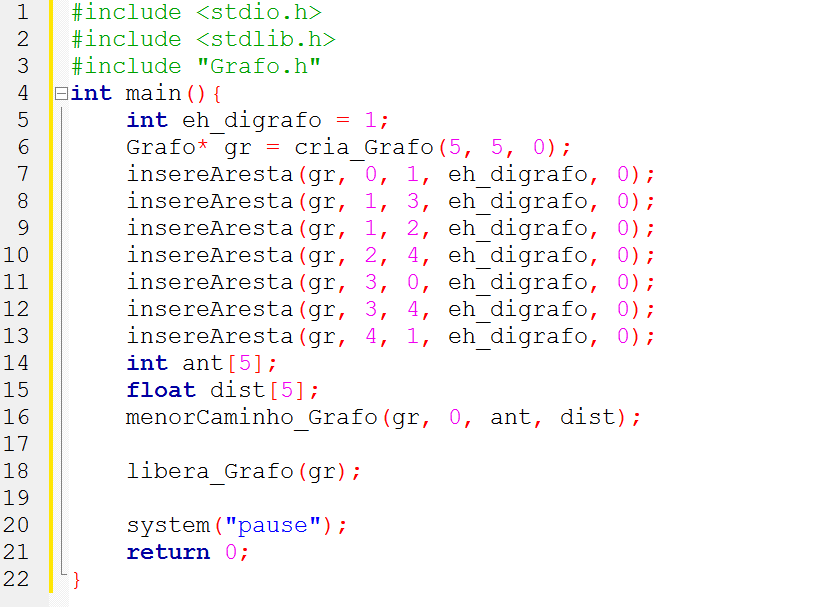 1 #include <stdio.h>
2 #include <stdlib.h>
3 #include "Grafo.h"
4 int main(){
5 int eh_digrafo = 1;
6 Grafo* gr = cria_Grafo(5, 5, 0);
7 insereAresta(gr, 0, 1, eh_digrafo, 0);
8 insereAresta(gr, 1, 3, eh_digrafo, 0);
9 insereAresta(gr, 1, 2, eh_digrafo, 0);
10 insereAresta(gr, 2, 4, eh_digrafo, 0);
11 insereAresta(gr, 3, 0, eh_digrafo, 0);
12 insereAresta(gr, 3, 4, eh_digrafo, 0);
13 insereAresta(gr, 4, 1, eh_digrafo, 0);
14 int ant[5];
15 float dist[5];
16 menorCaminho_Grafo(gr, 0, ant, dist);
17
18 libera_Grafo(gr);
19
20 system("pause");
21 return 0;
22 }